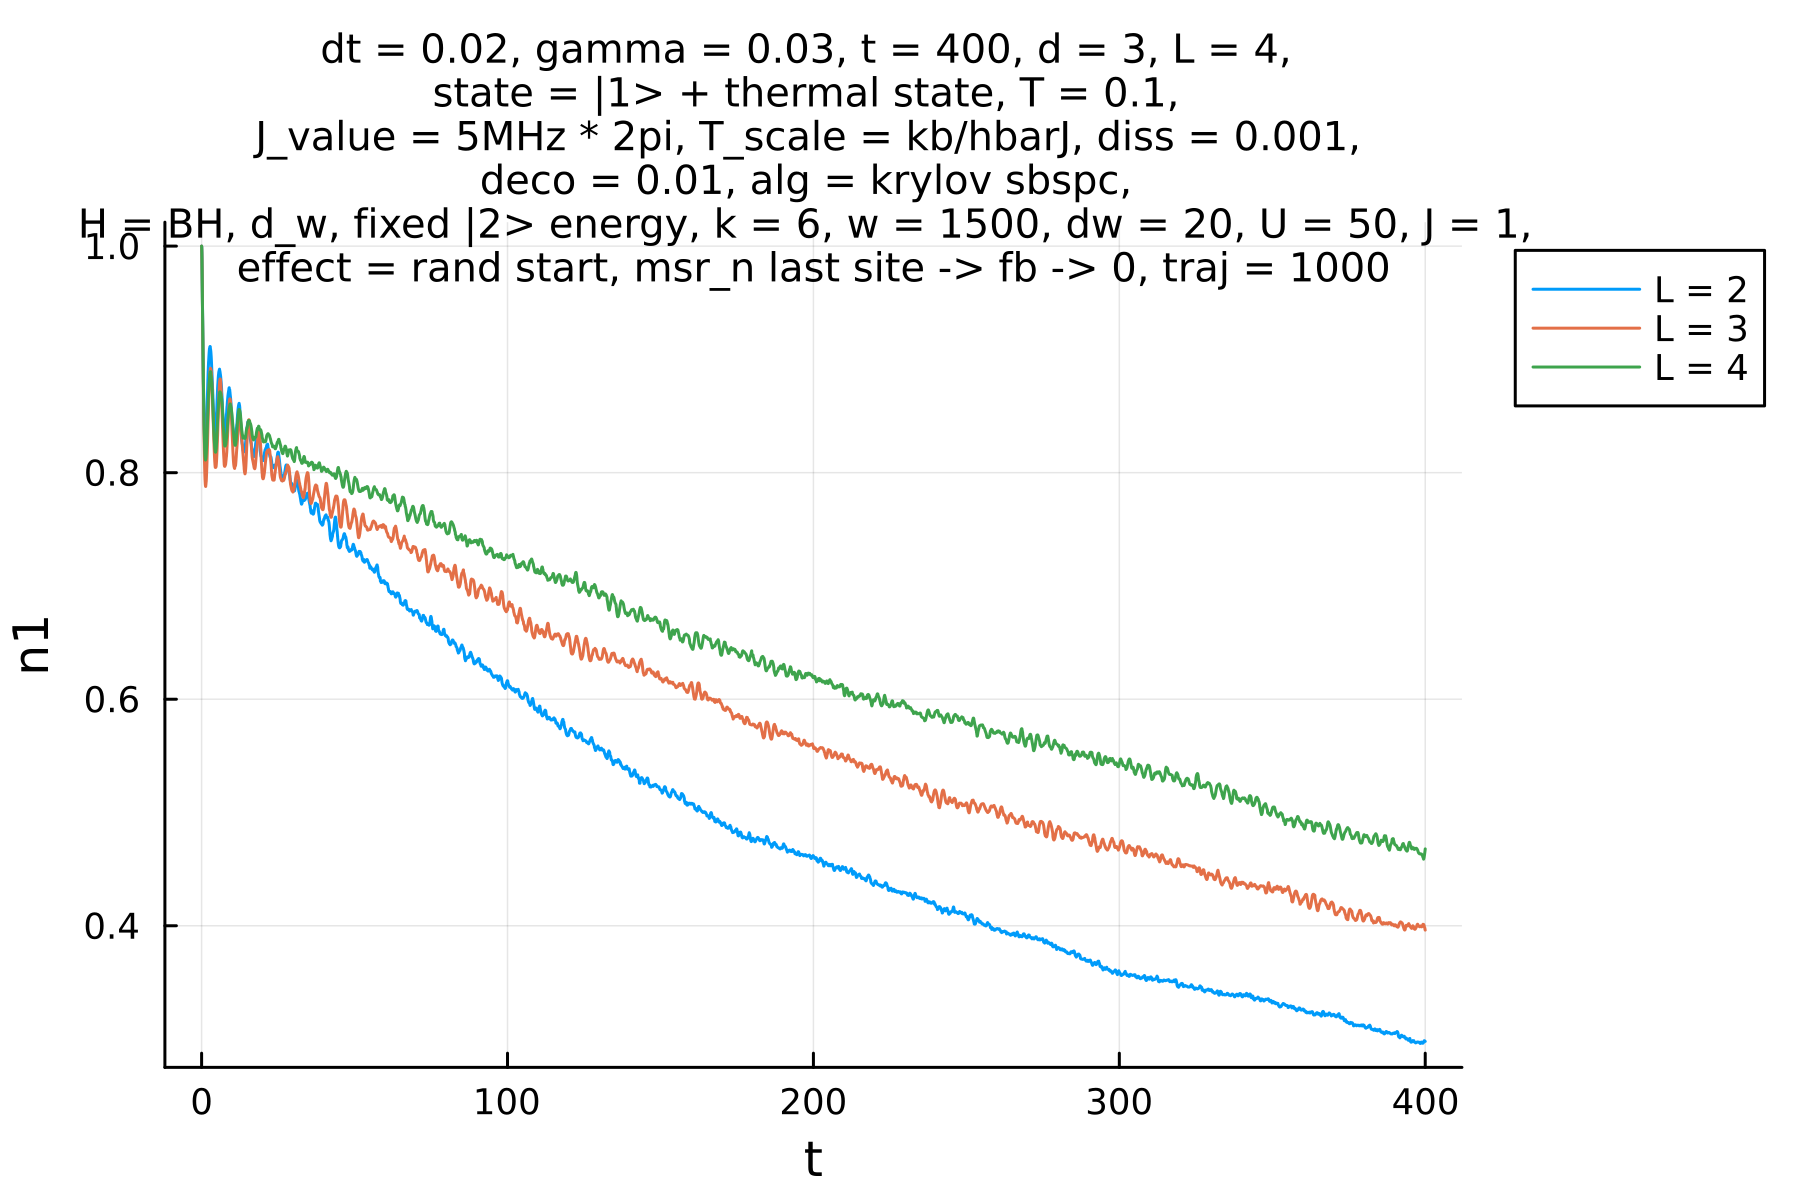 dt = 0.02, gamma = 0.03, t = 400, d = 3, L = 4,
state = |1> + thermal state, T = 0.1,
J_value = 5MHz * 2pi, T_scale = kb/hbarJ, diss = 0.001,
deco = 0.01, alg = krylov sbspc,
H = BH, d_w, fixed |2> energy, k = 6, w = 1500, dw = 20, U = 50, J = 1,
effect = rand start, msr_n last site -> fb -> 0, traj = 1000
L = 2
L = 3
L = 4
n1
1.0
0.8
0.6
0.4
0 100 200 300 400
t